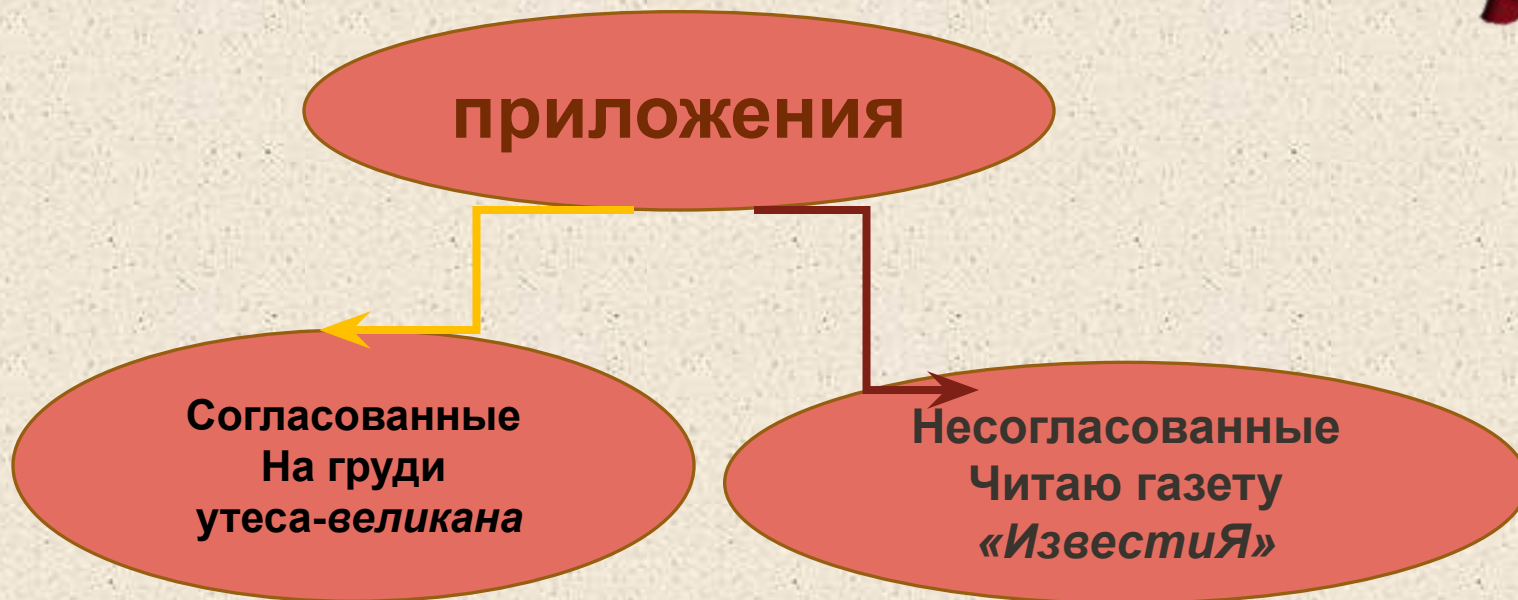 приложения
Согласованные
На груди
утеса-великана
Несогласованные
Читаю газету
«ИзвестиЯ»